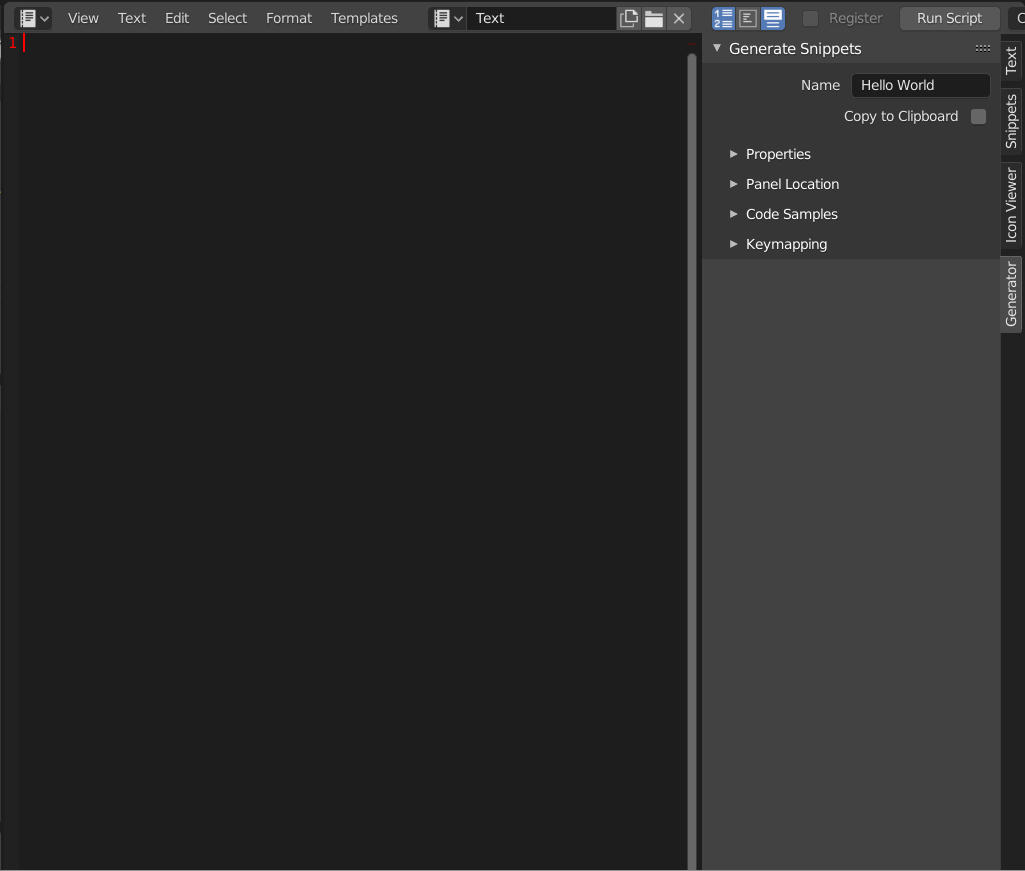 View Text Edit Select Format Templates Text Register Run Script
1
Generate Snippets
Name Hello World
Copy to Clipboard
Properties
Panel Location
Code Samples
Keymapping
Text
Snippets
Icon Viewer
Generator